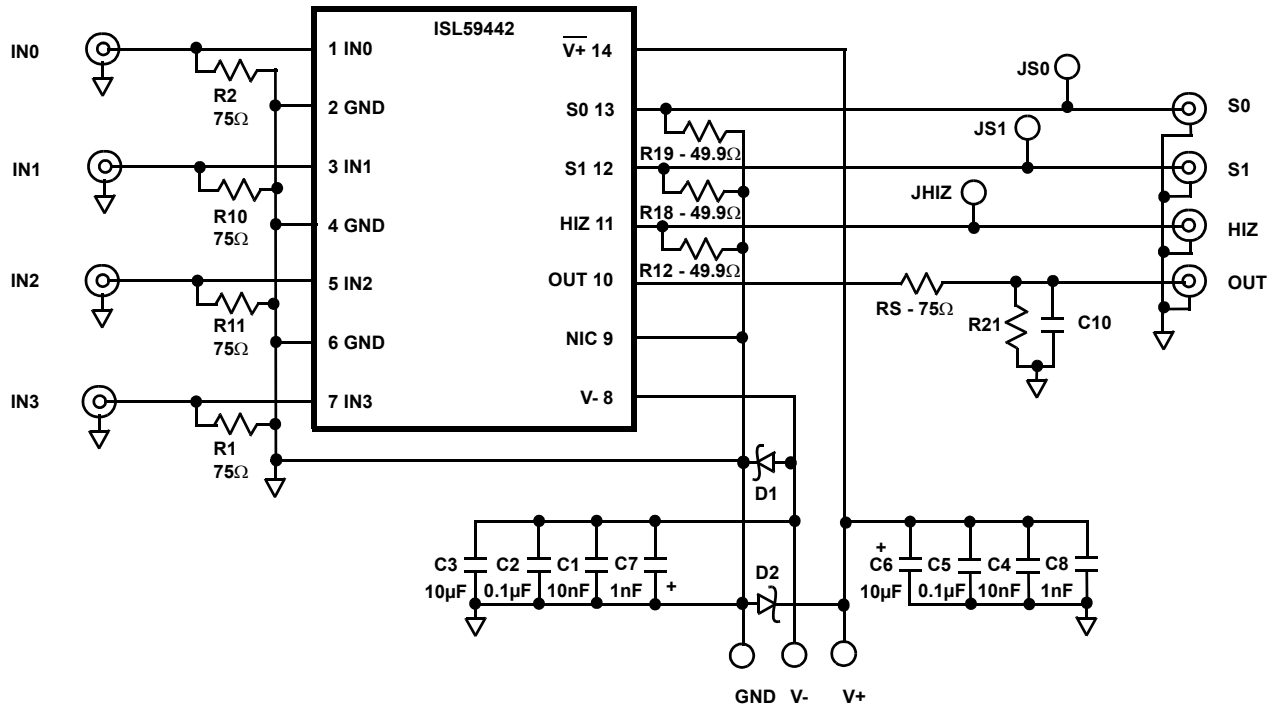 ISL59442
IN0
1 IN0
V+ 14
JS0
R2
75Ω
2 GND
S0 13
S0
JS1
R19 - 49.9Ω
IN1
3 IN1
S1 12
S1
R10
75Ω
JHIZ
R18 - 49.9Ω
4 GND
HIZ 11
HIZ
R12 - 49.9Ω
IN2
5 IN2
OUT 10
OUT
RS - 75Ω
R11
75Ω
R21
C10
6 GND
NIC 9
IN3
7 IN3
V- 8
R1
75Ω
D1
C3
10µF
C2
0.1µF
C1
10nF
C7
1nF
+
D2
+
C6
10µF
C5
0.1µF
C4
10nF
C8
1nF
GND
V-
V+